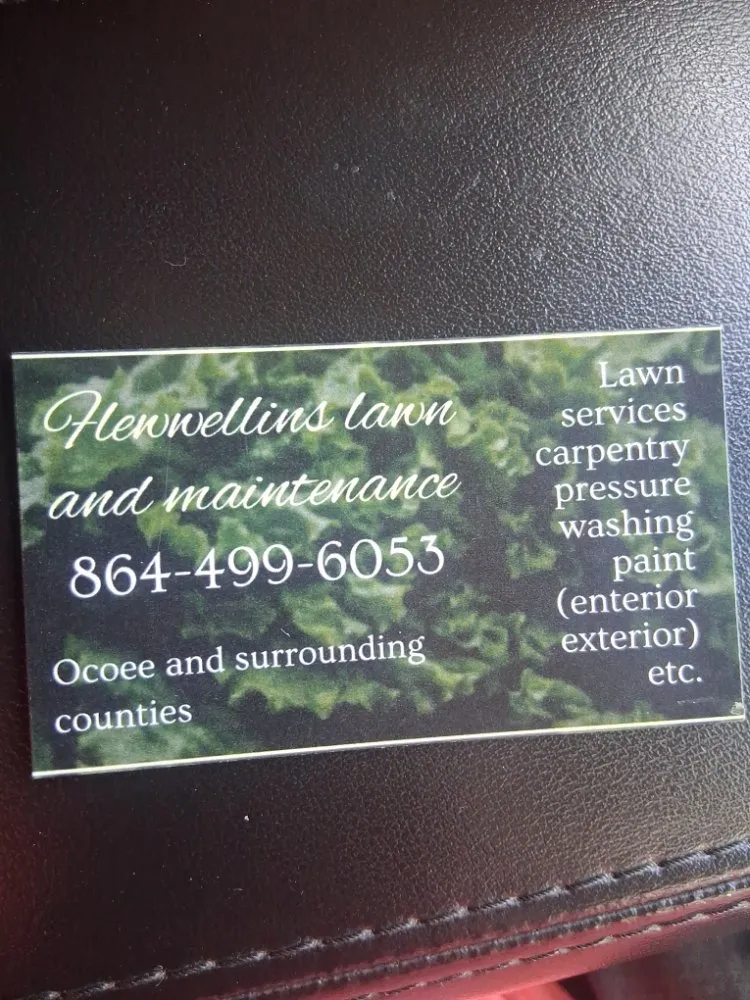 Flewwellins lawn
and maintenance
864-499-6053
Ocoee and surrounding
counties
Lawn
services
carpentry
pressure
washing
paint
(enterior
exterior)
etc.